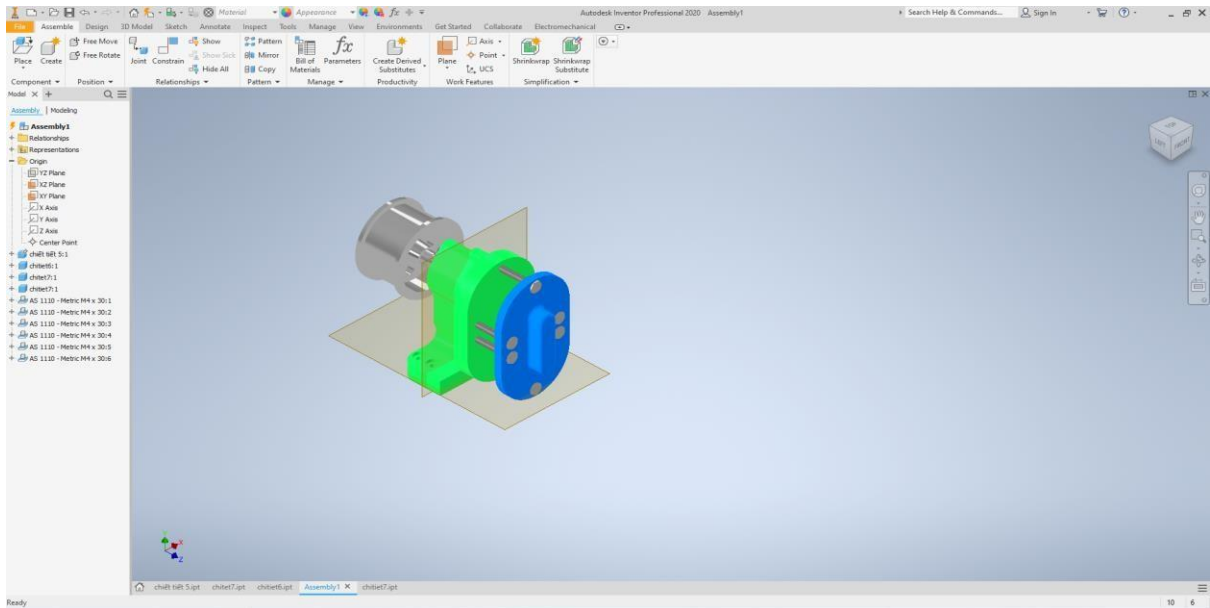 Material
Appearance
fx
Autodesk Inventor Professional 2020 Assembly1
Search Help & Commands...
Sign In
File Assemble Design 3D Model Sketch Annotate Inspect Tools Manage View Environments Get Started Collaborate Electromechanical
Place
Create
Free Move
Free Rotate
Joint
Constrain
Show
Show Sick
Hide All
Pattern
Mirror
Copy
Bill of Materials
fx
Parameters
Create Derived Substitutes
Plane
Axis
Point
UCS
Shrinkwrap
Shrinkwrap Substitute
Component Position Relationships Pattern Manage Productivity Work Features Simplification
Model
Assembly | Modeling
Assembly1
Relationships
Representations
Origin
YZ Plane
XZ Plane
XY Plane
X Axis
Y Axis
Z Axis
Center Point
chiết tiết 5:1
chitiet6:1
chitet7:1
chitiet7:1
AS 1110 - Metric M4 x 30:1
AS 1110 - Metric M4 x 30:2
AS 1110 - Metric M4 x 30:3
AS 1110 - Metric M4 x 30:4
AS 1110 - Metric M4 x 30:5
AS 1110 - Metric M4 x 30:6
TOP
LEFT
FRONT
X
Z
chiết tiết 5.ipt chitet7.ipt chitiet6.ipt Assembly1 chitiet7.ipt
Ready
10 6